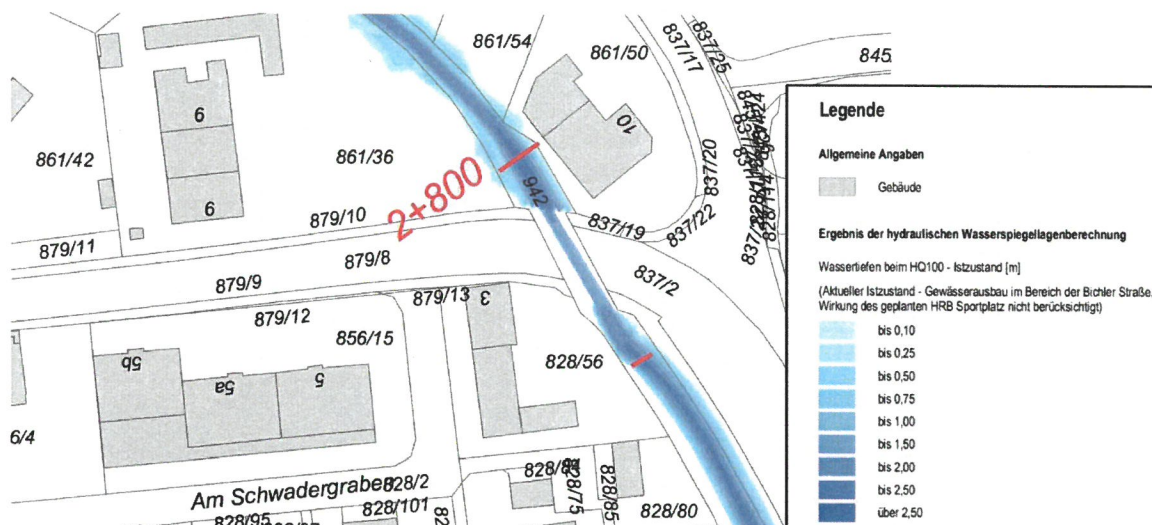 861/54
861/50
837/17
837/25
845
6
861/42
861/36
10
837/20
2+800
942
6
879/10
837/19
837/22
879/11
879/8
879/9
837/2
879/13
3
879/12
856/15
828/56
5b
5a
5
6/4
828/2
828/75
828/85
Am Schwadergraben
828/101
828/95
828/80
Legende
Allgemeine Angaben
Gebäude
Ergebnis der hydraulischen Wasserspiegellagenberechnung
Wassertiefen beim HQ100 - Istzustand [m]
(Aktueller Istzustand - Gewässerausbau im Bereich der Bichler Straße,
Wirkung des geplanten HRB Sportplatz nicht berücksichtigt)
bis 0,10
bis 0,25
bis 0,50
bis 0,75
bis 1,00
bis 1,50
bis 2,00
bis 2,50
über 2,50